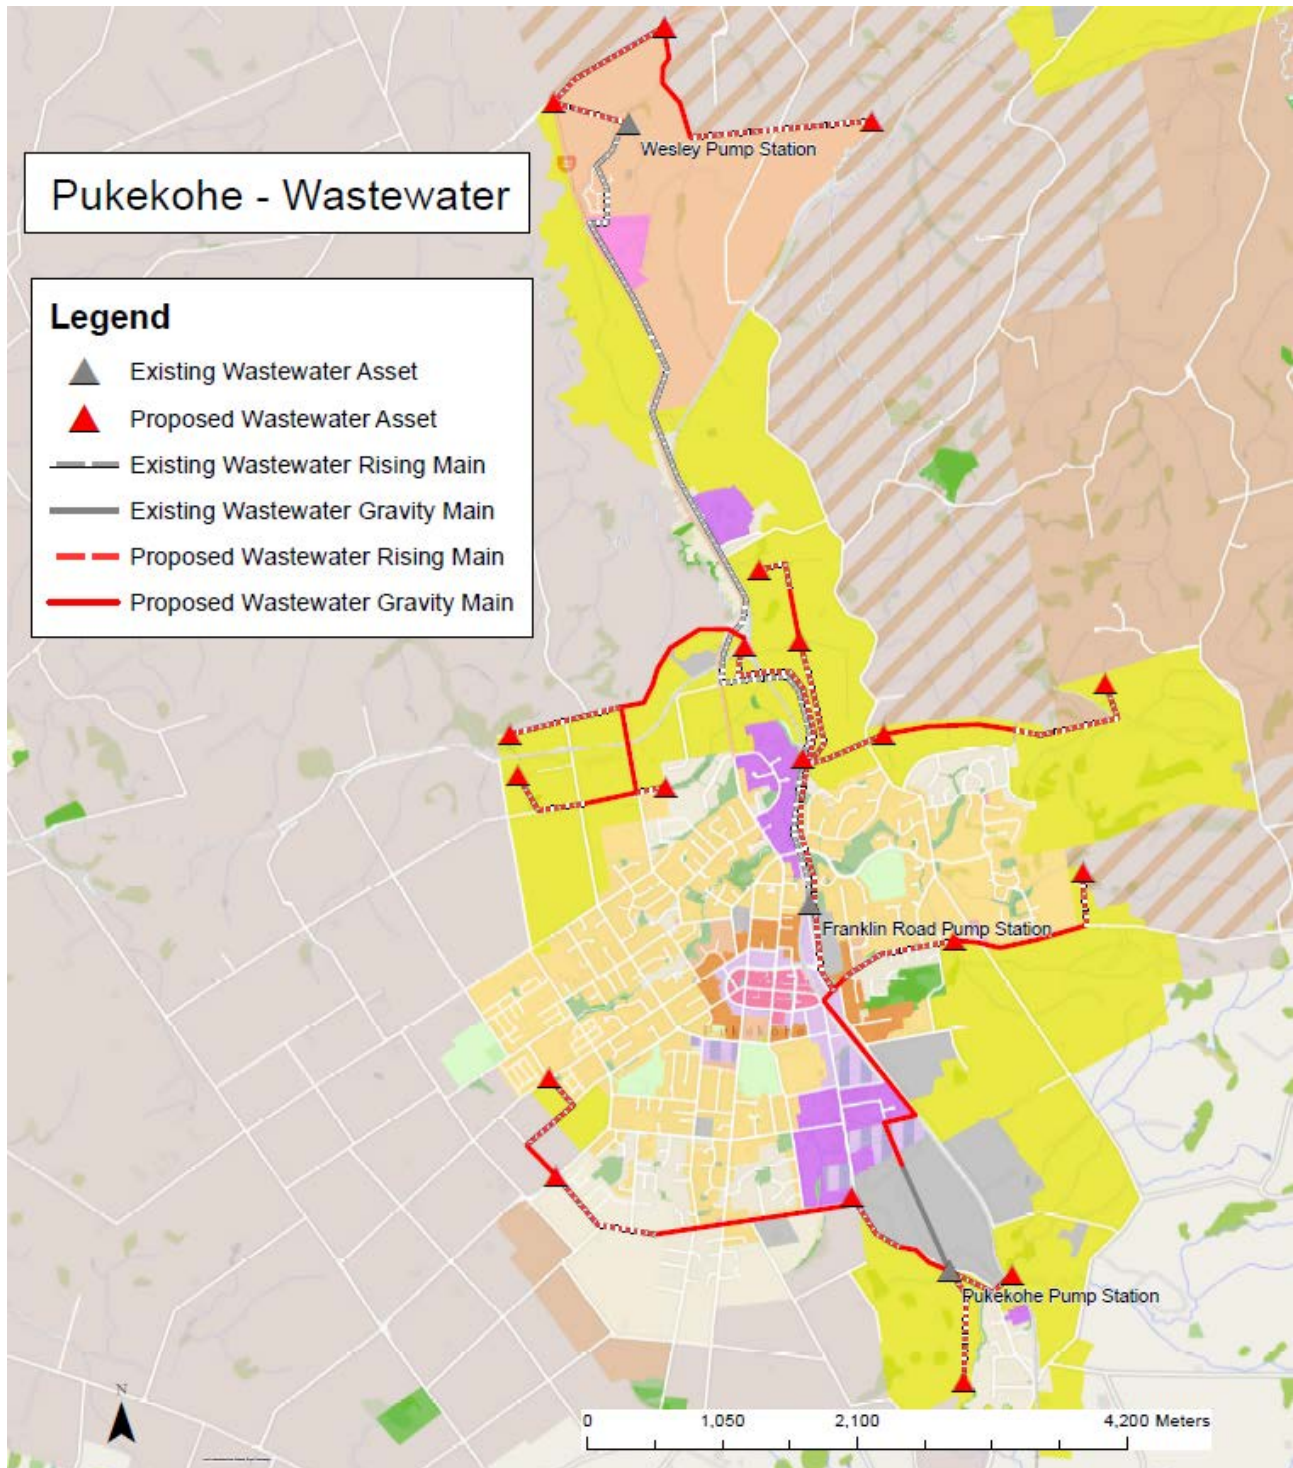 Wesley Pump Station
Pukekohe - Wastewater
Legend
Existing Wastewater Asset
Proposed Wastewater Asset
Existing Wastewater Rising Main
Existing Wastewater Gravity Main
Proposed Wastewater Rising Main
Proposed Wastewater Gravity Main
Franklin Road Pump Station
Pukekohe
Pukekohe Pump Station
N
0 1,050 2,100 4,200 Meters